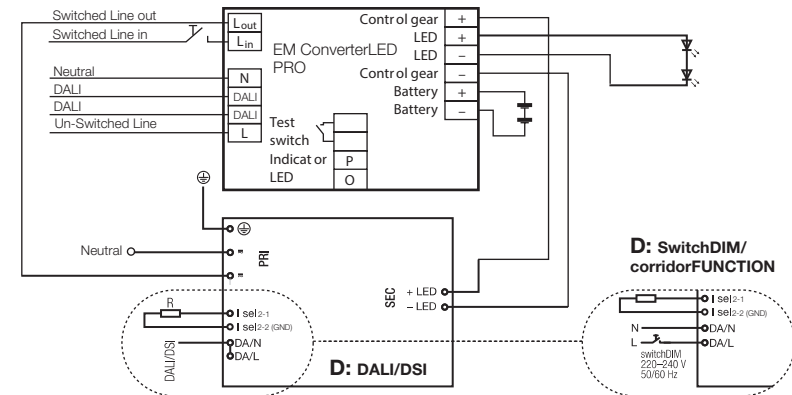 Switched Line out
Switched Line in
Neutral
DALI
DALI
Un-Switched Line
Lout
Lin
N
DALI
DALI
L
EM ConverterLED
PRO
Test
switch
Indicator
LED
P
O
Control gear +
LED +
LED –
Control gear –
Battery +
Battery –
Neutral
PRI
=
=
SEC
+ LED
– LED
R
I sel2-1
I sel2-2 (GND)
DA/N
DA/L
DALI/DSI
D: DALI/DSI
D: SwitchDIM/
corridorFUNCTION
I sel2-1
I sel2-2 (GND)
N
DA/N
L
DA/L
switchDIM
220–240 V
50/60 Hz